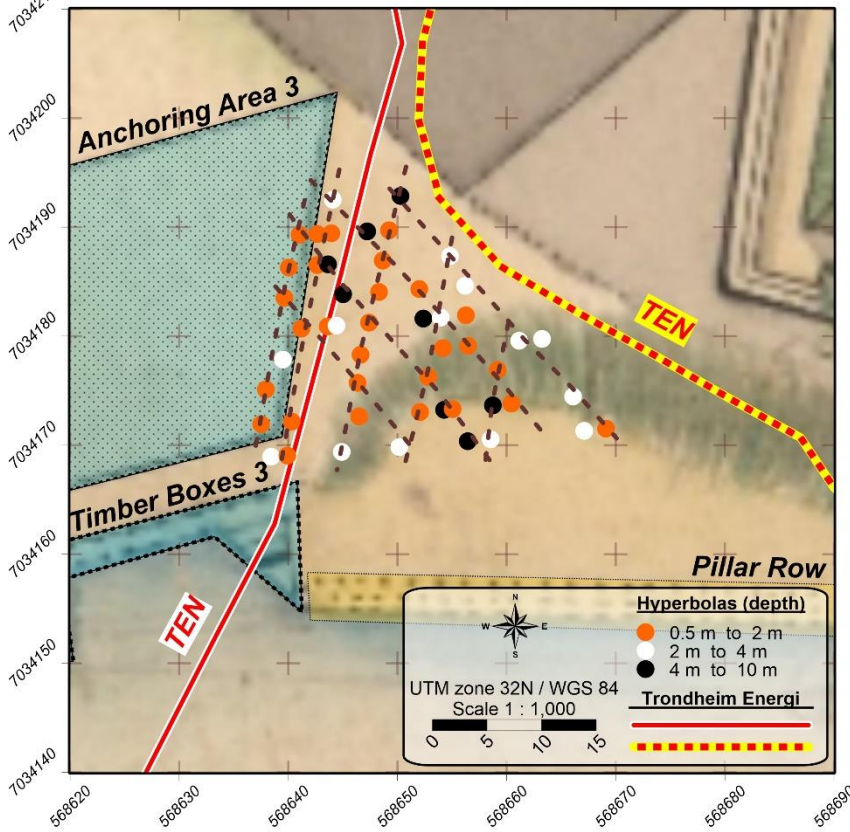 7034200
7034190
7034180
7034170
7034160
7034150
7034140
568620
568630
568640
568650
568660
568670
568680
568690
Anchoring Area 3
TEN
Timber Boxes 3
Pillar Row
TEN
N
W E
S
UTM zone 32N / WGS 84
Scale 1 : 1,000
0 5 10 15
Hyperbolas (depth)
0.5 m to 2 m
2 m to 4 m
4 m to 10 m
Trondheim Energi